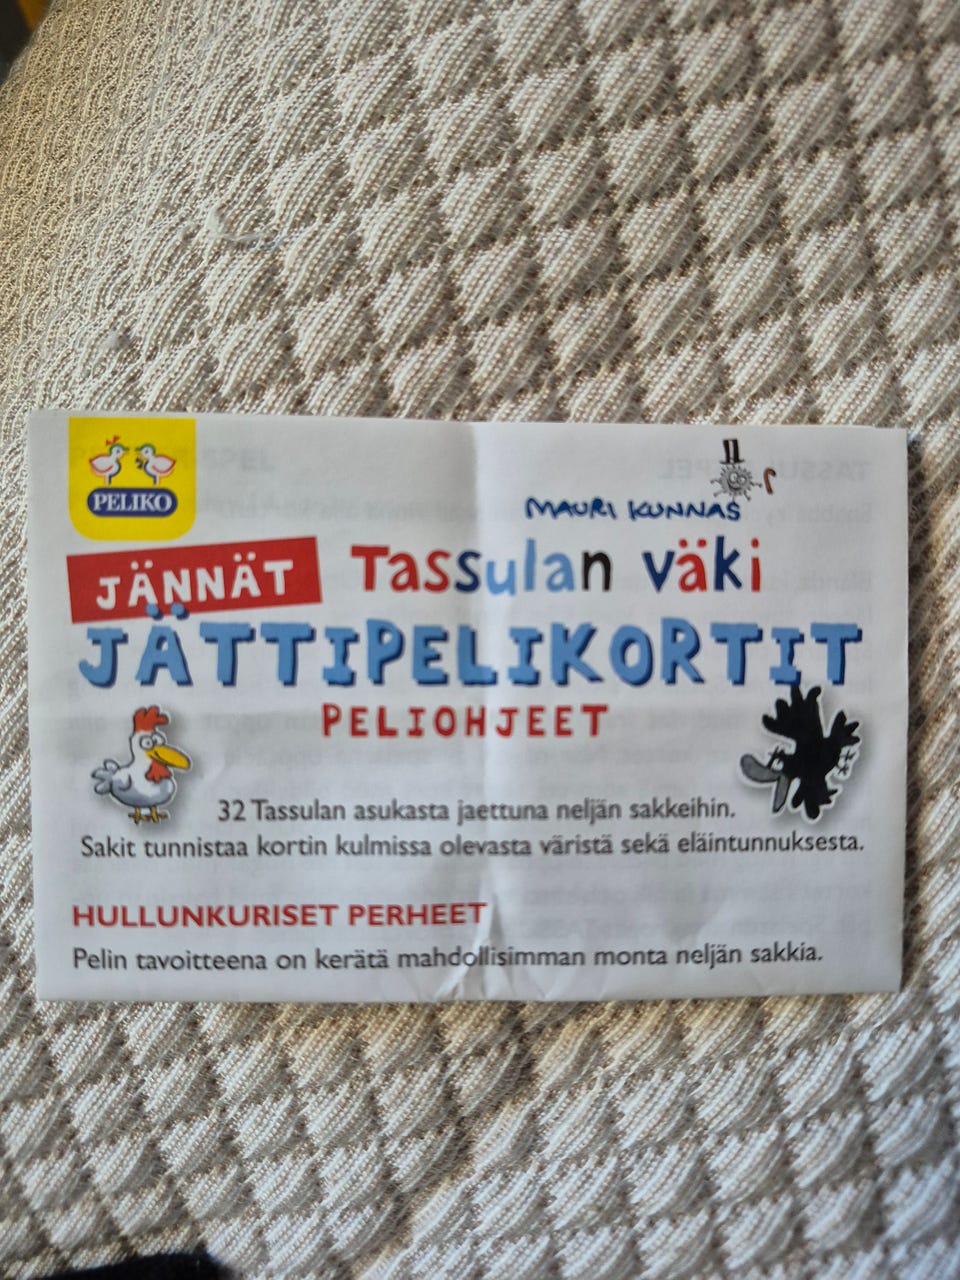 PELIKO
MAURI KUNNAS
JÄNNÄT Tassulan väki
JÄTTIPELIKORTIT
PELIOHJEET
32 Tassulan asukasta jaettuna neljän sakkeihin.
Sakit tunnistaa kortin kulmissa olevasta väristä sekä eläintunnuksesta.
HULLUNKURISET PERHEET
Pelin tavoitteena on kerätä mahdollisimman monta neljän sakkia.